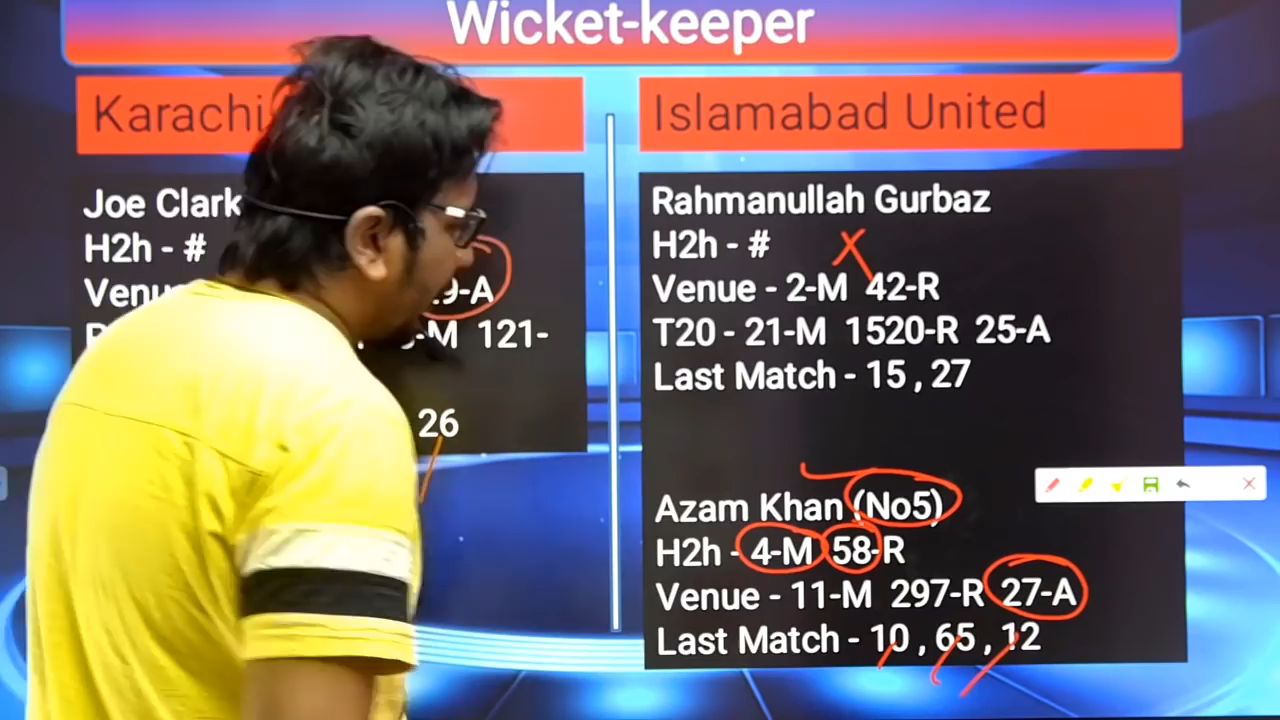 Wicket-keeper
Karachi
Joe Clark
H2h - #
9-A
-M 121-
26
Islamabad United
Rahmanullah Gurbaz
H2h - #
Venue - 2-M 42-R
T20 - 21-M 1520-R 25-A
Last Match - 15 , 27
Azam Khan (No5)
H2h - 4-M 58-R
Venue - 11-M 297-R 27-A
Last Match - 10 , 65 , 12